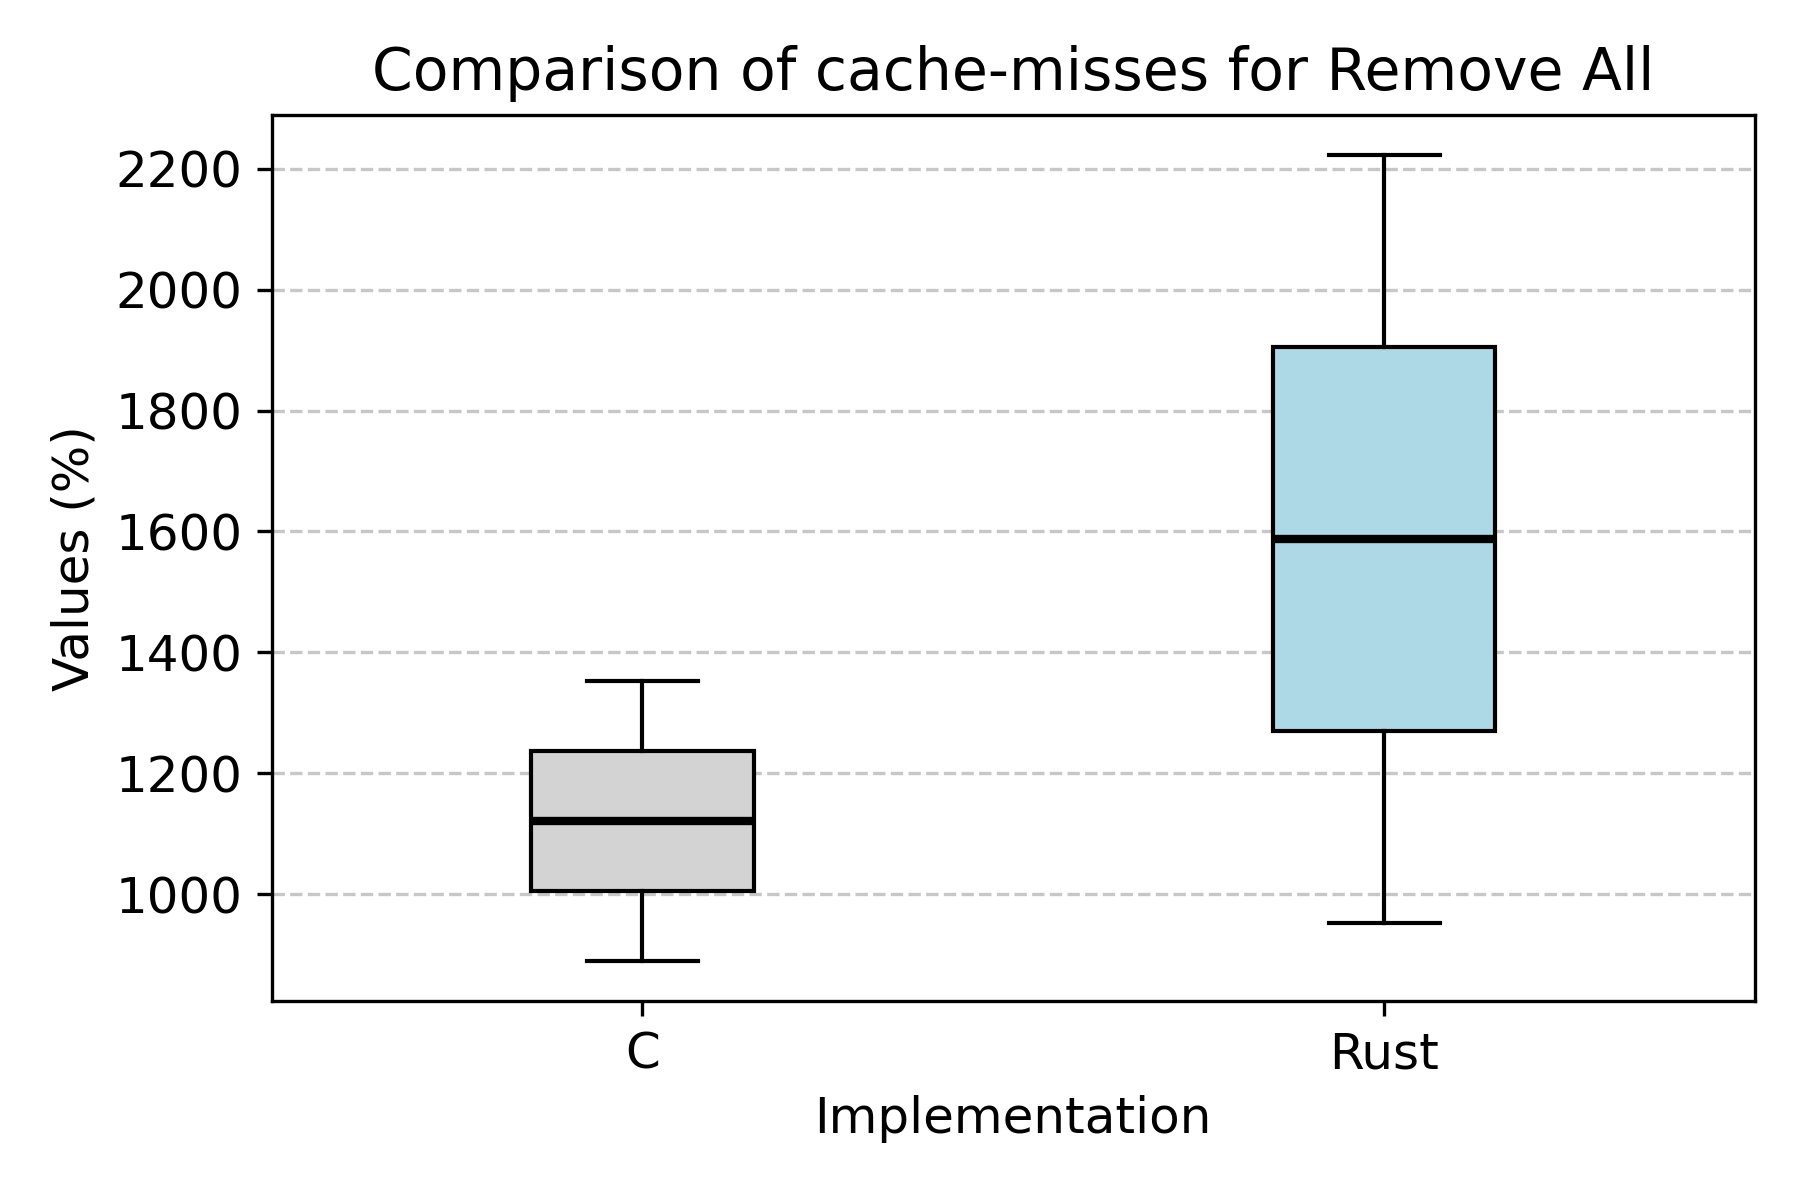 Comparison of cache-misses for Remove All
Values (%)
2200
2000
1800
1600
1400
1200
1000
C
Rust
Implementation